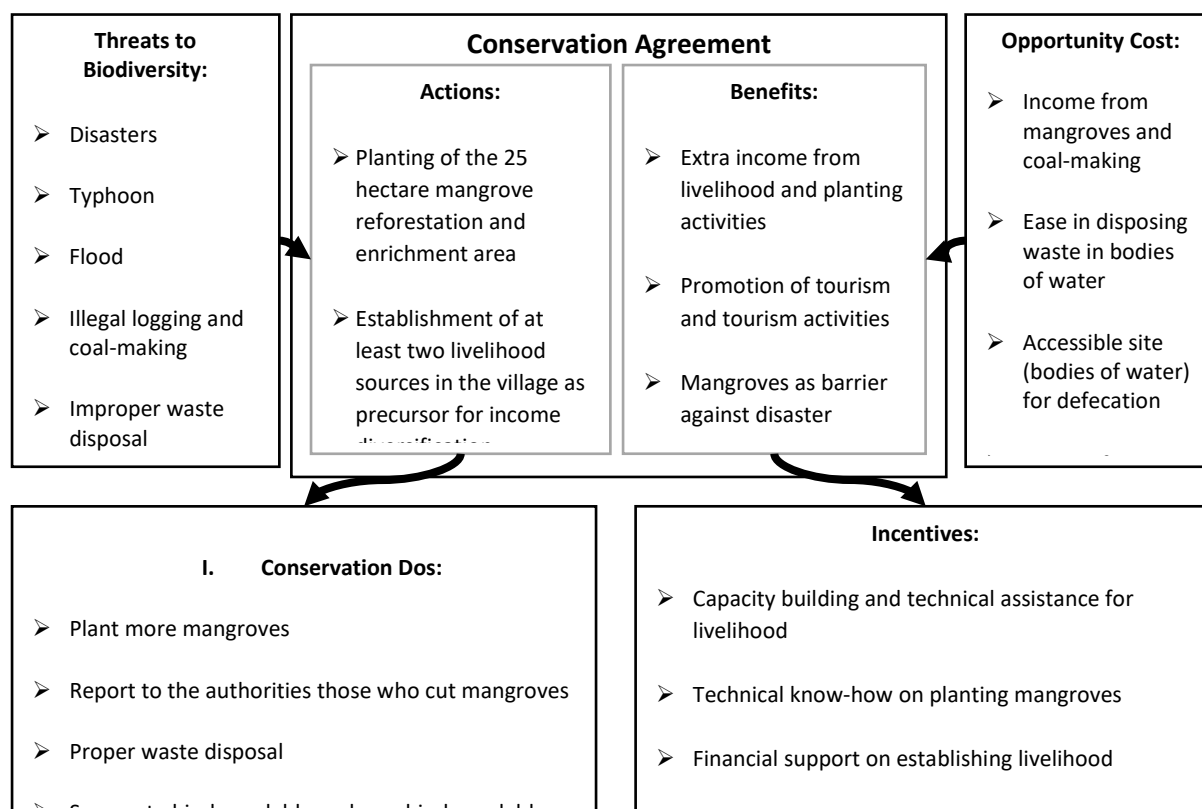 Threats to
Biodiversity:
➢ Disasters
➢ Typhoon
➢ Flood
➢ Illegal logging and
coal-making
➢ Improper waste
disposal
Conservation Agreement
Actions:
➢ Planting of the 25
hectare mangrove
reforestation and
enrichment area
➢ Establishment of at
least two livelihood
sources in the village as
precursor for income
Benefits:
➢ Extra income from
livelihood and planting
activities
➢ Promotion of tourism
and tourism activities
➢ Mangroves as barrier
against disaster
Opportunity Cost:
➢ Income from
mangroves and
coal-making
➢ Ease in disposing
waste in bodies
of water
➢ Accessible site
(bodies of water)
for defecation
I. Conservation Dos:
➢ Plant more mangroves
➢ Report to the authorities those who cut mangroves
➢ Proper waste disposal
Incentives:
➢ Capacity building and technical assistance for
livelihood
➢ Technical know-how on planting mangroves
➢ Financial support on establishing livelihood